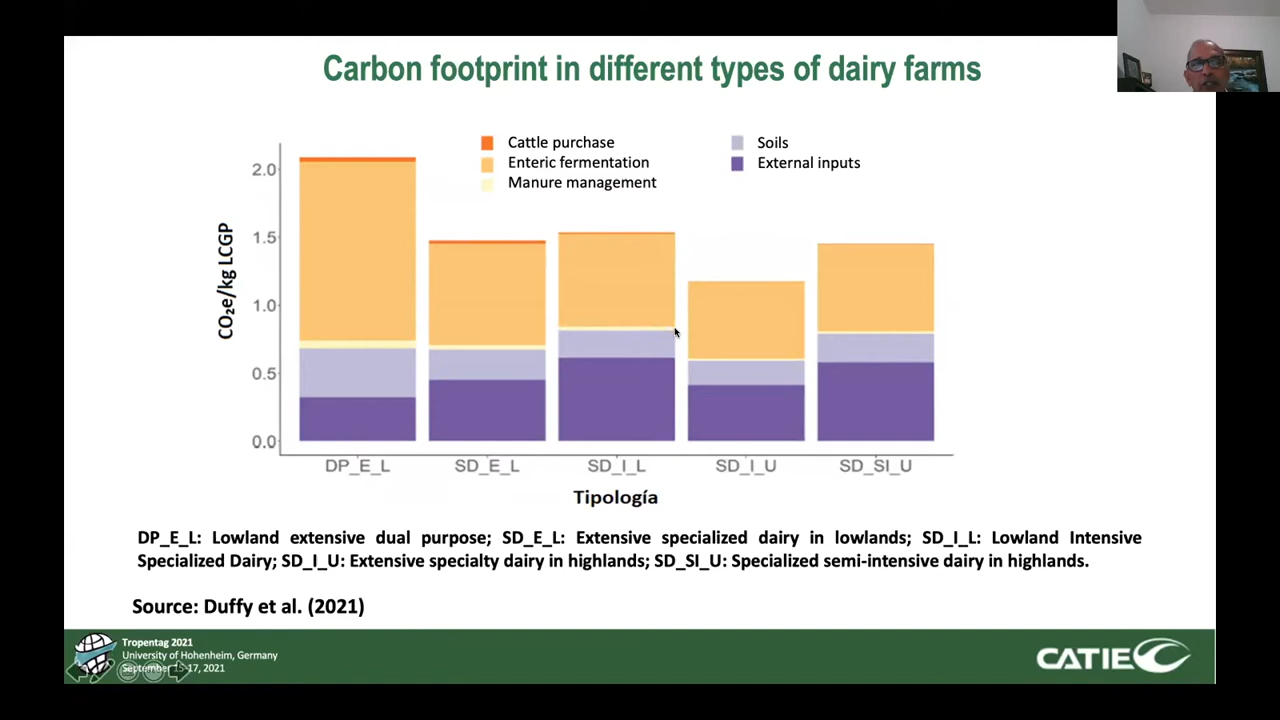 Carbon footprint in different types of dairy farms
Cattle purchase
Enteric fermentation
Manure management
Soils
External inputs
CO₂e/kg LCGP
2.0
1.5
1.0
0.5
0.0
DP_E_L
SD_E_L
SD_I_L
SD_I_U
SD_SI_U
Tipología
DP_E_L: Lowland extensive dual purpose; SD_E_L: Extensive specialized dairy in lowlands; SD_I_L: Lowland Intensive
Specialized Dairy; SD_I_U: Extensive specialty dairy in highlands; SD_SI_U: Specialized semi-intensive dairy in highlands.
Source: Duffy et al. (2021)
Tropentag 2021
University of Hohenheim, Germany
September 15-17, 2021
CATIE